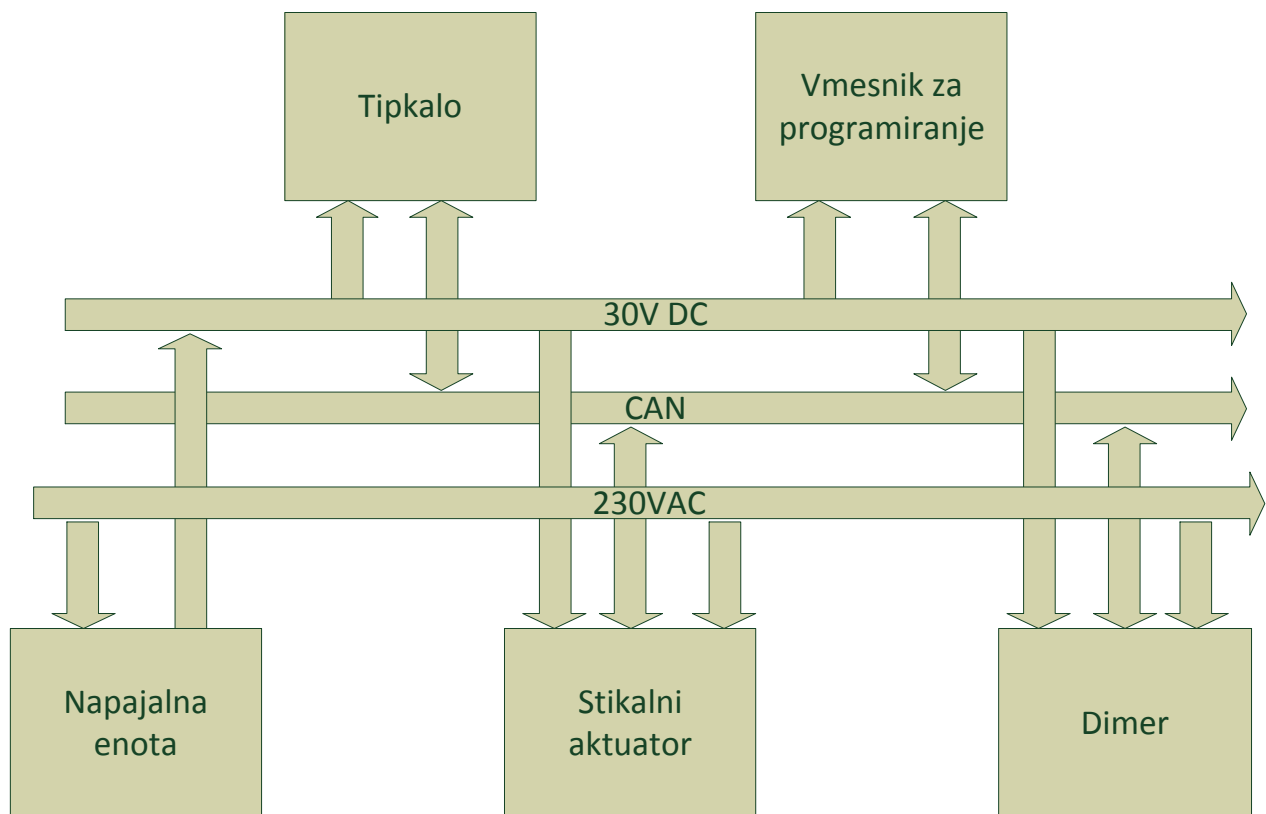 Tipkalo
Vmesnik za
programiranje
30V DC
CAN
230VAC
Napajalna
enota
Stikalni
aktuator
Dimer